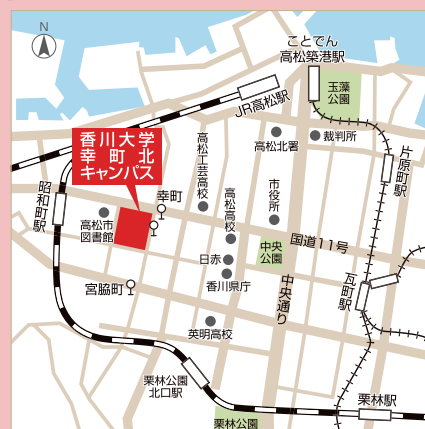 N
ことでん
高松築港駅
JR高松駅
玉藻
公園
香川大学
幸町北
キャンパス
高松工芸高校
高松北署
裁判所
片原町駅
昭和町駅
幸町
高松高校
市役所
高松市
図書館
国道11号
中央
公園
日赤
香川県庁
宮脇町
中央通り
瓦町駅
英明高校
栗林公園
北口駅
栗林駅
栗林公園